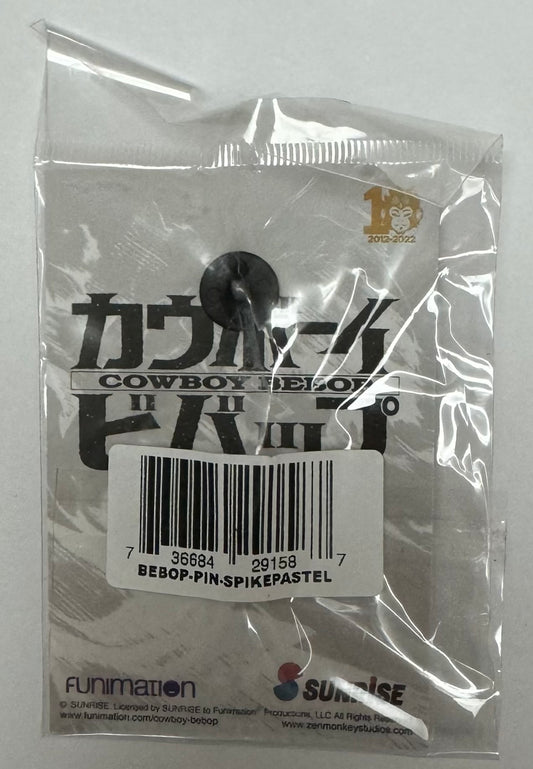 10
2012-2022
カウボーイ
COWBOY BEBOP
ビバップ
7 36684 29158 7
BEBOP-PIN-SPIKEPASTEL
FUNIMATION
SUNRISE
© SUNRISE. Licensed by SUNRISE to Funimation Productions, LLC All Rights
www.funimation.com/cowboy-bebop
www.zenmonkeystudios.com